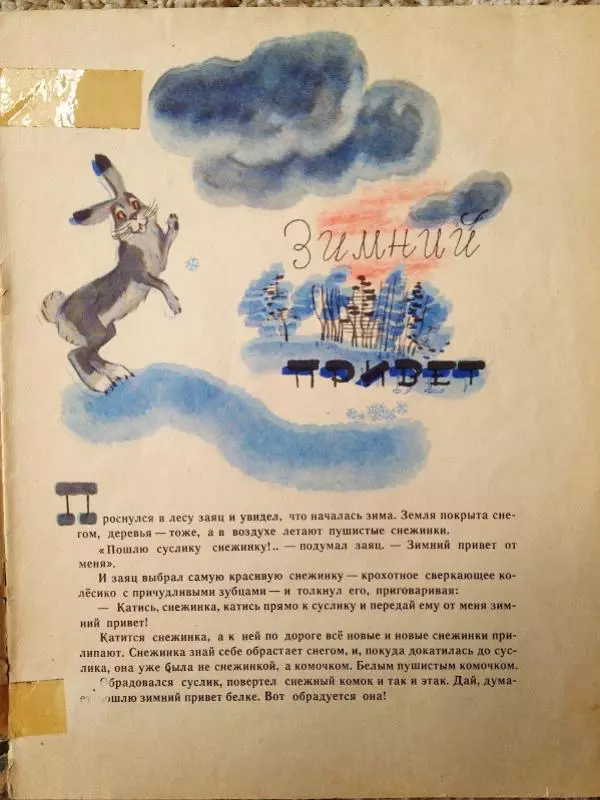 Зимний
ПРИВЕТ
Проснулся в лесу заяц и увидел, что началась зима. Земля покрыта сне-
гом, деревья — тоже, а в воздухе летают пушистые снежинки.
«Пошлю суслику снежинку!.. — подумал заяц. — Зимний привет от
меня».
И заяц выбрал самую красивую снежинку — крохотное сверкающее ко-
лёсико с причудливыми зубцами — и толкнул его, приговаривая:
— Катись, снежинка, катись прямо к суслику и передай ему от меня зим-
ний привет!
Катится снежинка, а к ней по дороге всё новые и новые снежинки при-
липают. Снежинка знай себе обрастает снегом, и, покуда докатилась до сус-
лика, она уже была не снежинкой, а комочком. Белым пушистым комочком.
Обрадовался суслик, повертел снежный комок и так и этак. Дай, дума-
ет, пошлю зимний привет белке. Вот обрадуется она!